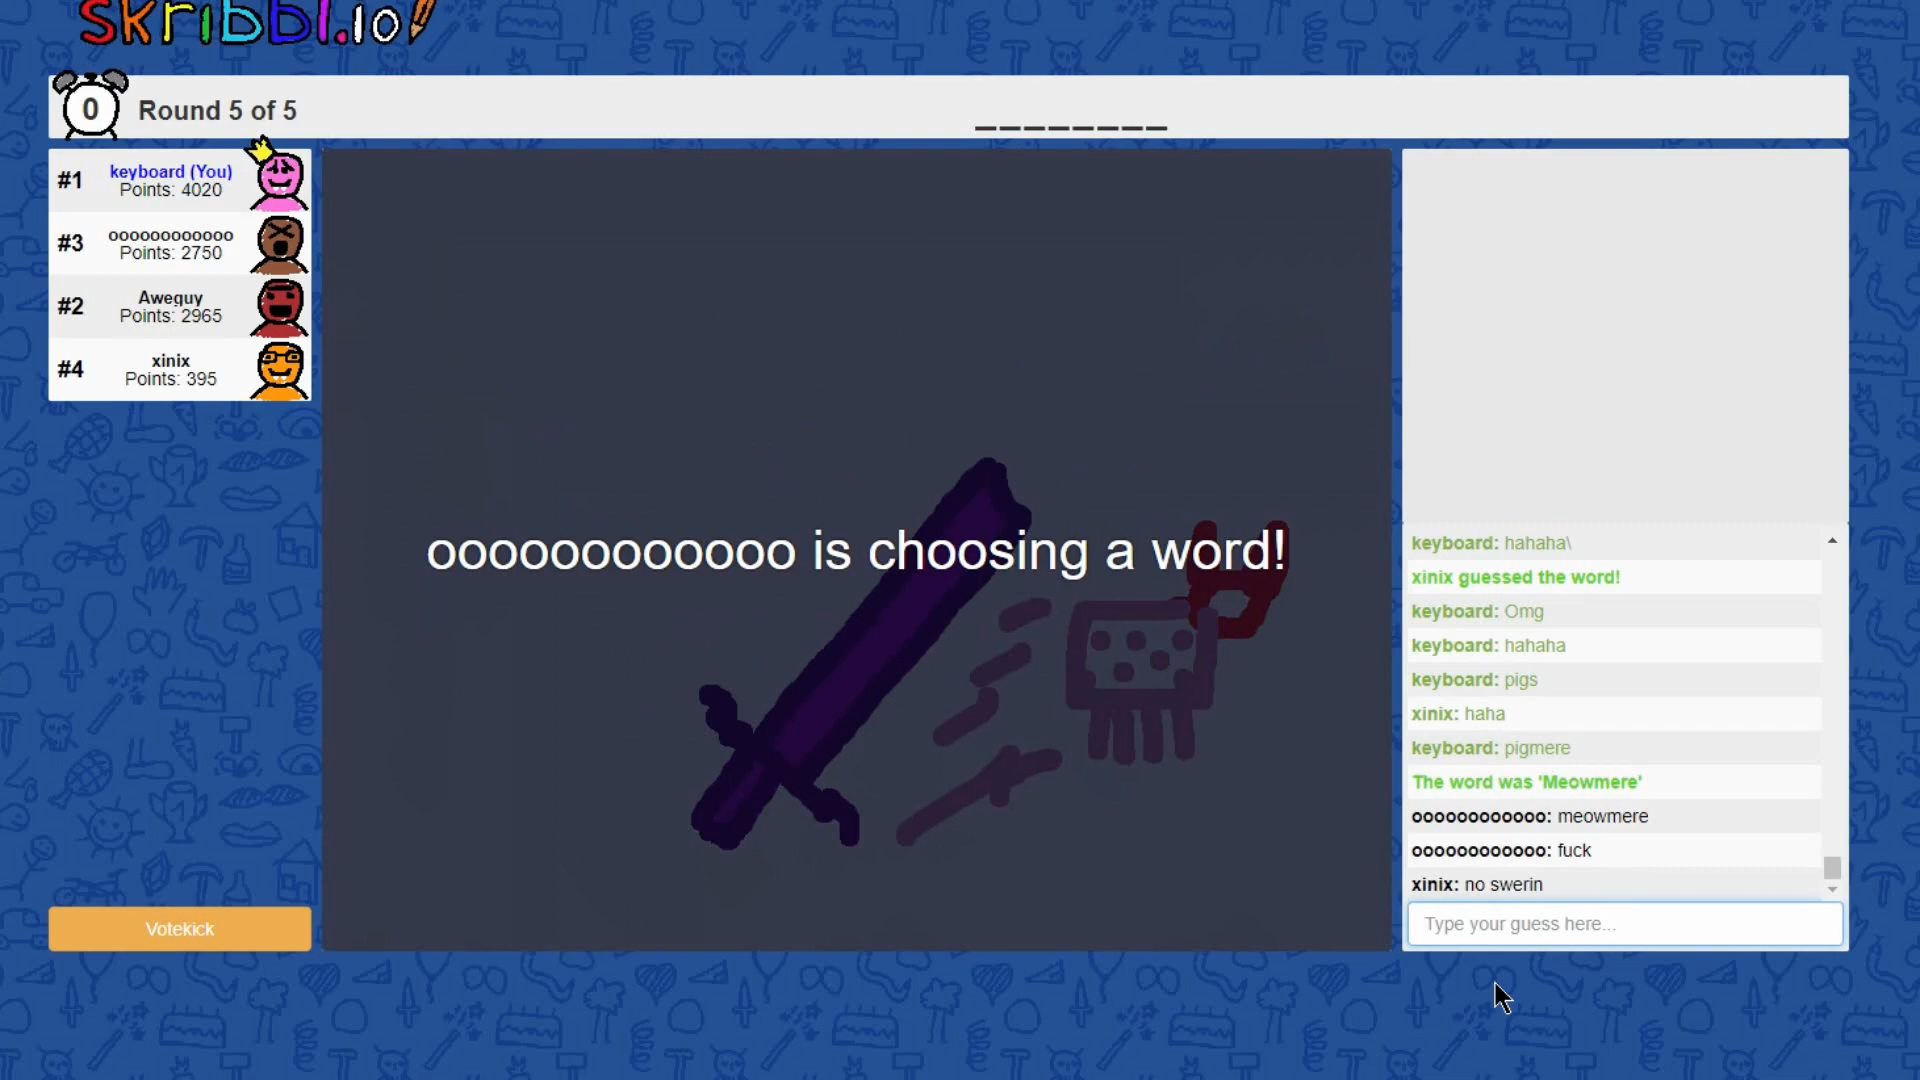 skribbl.io
0
Round 5 of 5
________
#1
keyboard (You)
Points: 4020
#3
oooooooooooo
Points: 2750
#2
Aweguy
Points: 2965
#4
xinix
Points: 395
oooooooooooo is choosing a word!
keyboard: hahaha\
xinix guessed the word!
keyboard: Omg
keyboard: hahaha
keyboard: pigs
xinix: haha
keyboard: pigmere
The word was 'Meowmere'
oooooooooooo: meowmere
oooooooooooo: fuck
xinix: no swerin
Votekick
Type your guess here...